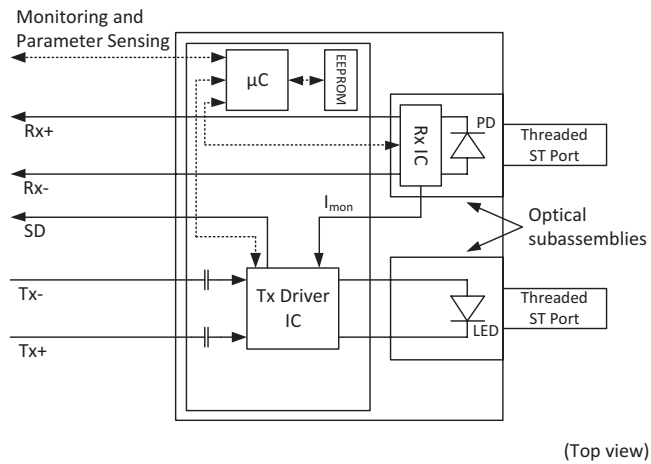 Monitoring and
Parameter Sensing
µC
EEPROM
Rx+
Rx IC
PD
Threaded
ST Port
Rx-
Imon
SD
Optical
subassemblies
Tx-
Tx Driver
IC
Threaded
ST Port
LED
Tx+
(Top view)